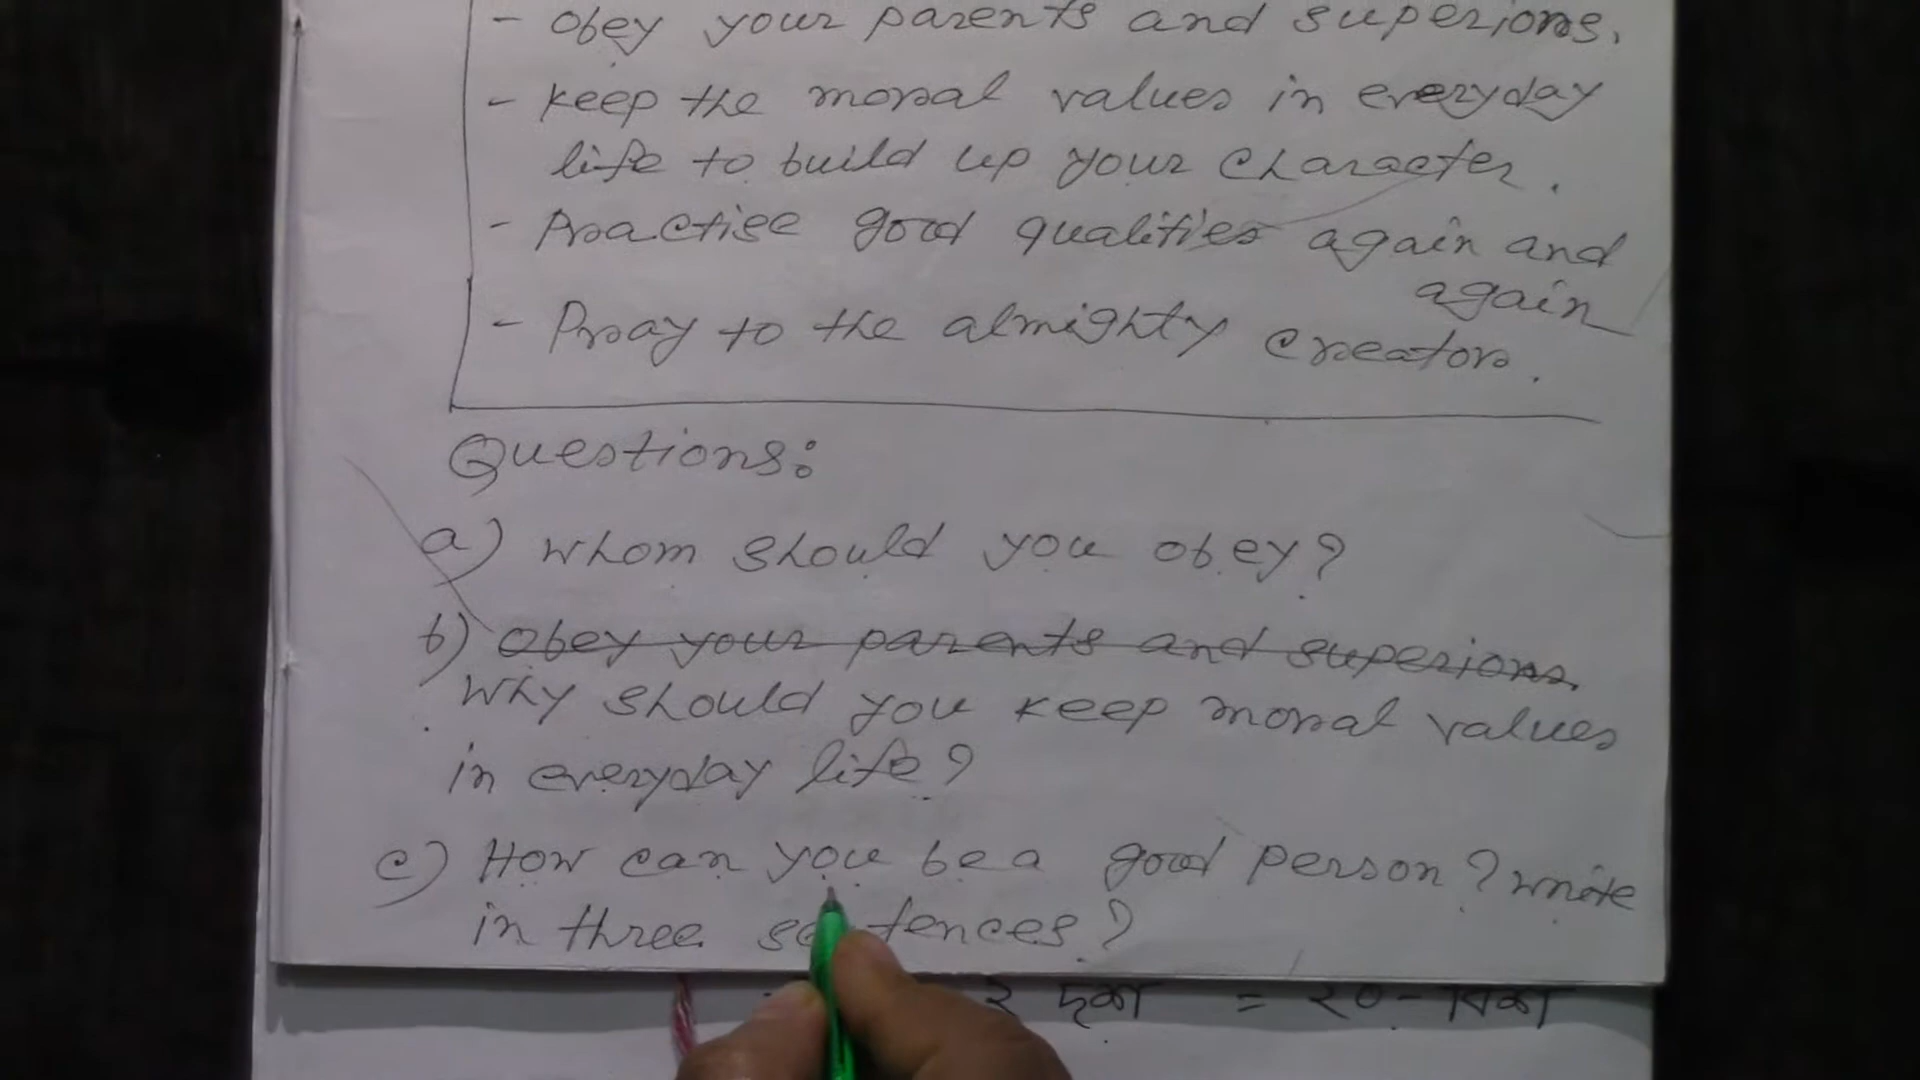 - Obey your parents and superiors.
- Keep the moral values in everyday
life to build up your character.
- Practise good qualities again and
again
- Pray to the almighty creator.
Questions:
a) Whom should you obey?
b) Obey your parents and superiors.
Why should you keep moral values
in everyday life?
c) How can you be a good person? Write
in three sentences?
= २०